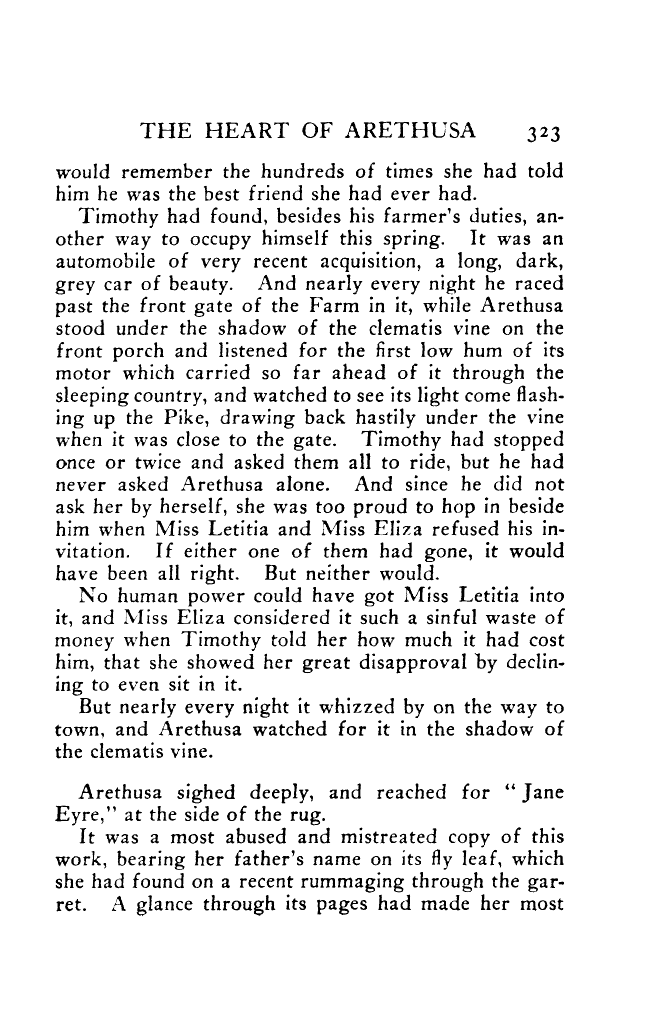 THE HEART OF ARETHUSA 323
would remember the hundreds of times she had told
him he was the best friend she had ever had.
Timothy had found, besides his farmer's duties, an-
other way to occupy himself this spring. It was an
automobile of very recent acquisition, a long, dark,
grey car of beauty. And nearly every night he raced
past the front gate of the Farm in it, while Arethusa
stood under the shadow of the clematis vine on the
front porch and listened for the first low hum of its
motor which carried so far ahead of it through the
sleeping country, and watched to see its light come flash-
ing up the Pike, drawing back hastily under the vine
when it was close to the gate. Timothy had stopped
once or twice and asked them all to ride, but he had
never asked Arethusa alone. And since he did not
ask her by herself, she was too proud to hop in beside
him when Miss Letitia and Miss Eliza refused his in-
vitation. If either one of them had gone, it would
have been all right. But neither would.
No human power could have got Miss Letitia into
it, and Miss Eliza considered it such a sinful waste of
money when Timothy told her how much it had cost
him, that she showed her great disapproval by declin-
ing to even sit in it.
But nearly every night it whizzed by on the way to
town, and Arethusa watched for it in the shadow of
the clematis vine.
Arethusa sighed deeply, and reached for "Jane
Eyre," at the side of the rug.
It was a most abused and mistreated copy of this
work, bearing her father's name on its fly leaf, which
she had found on a recent rummaging through the gar-
ret. A glance through its pages had made her most